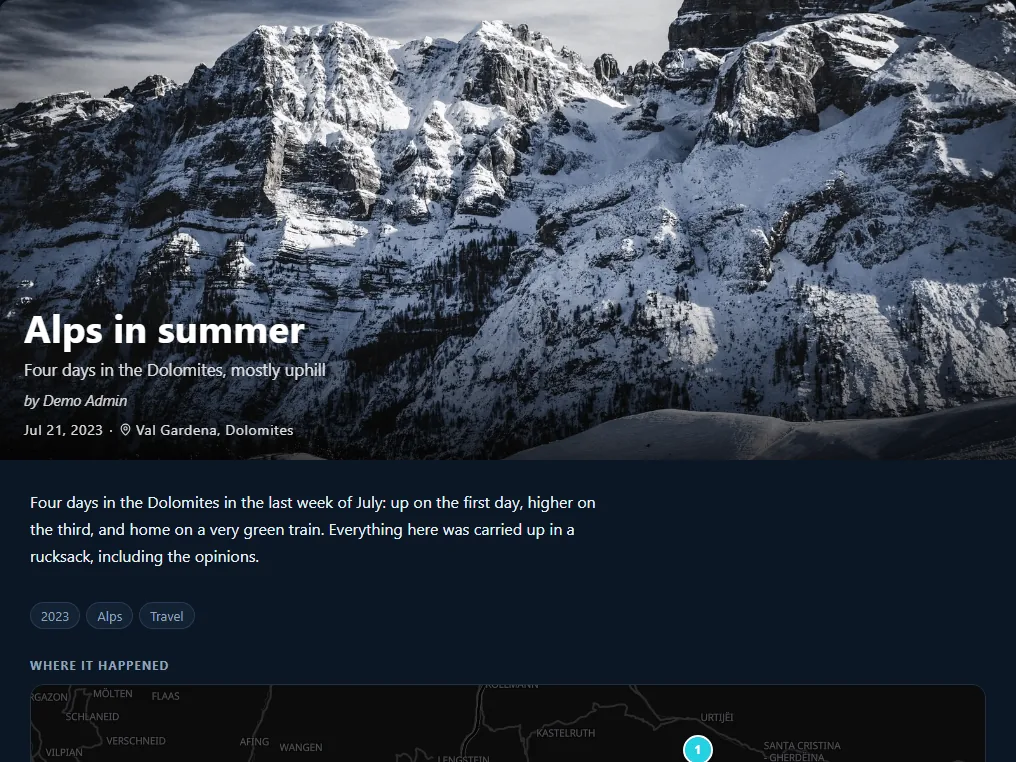 Alps in summer
Four days in the Dolomites, mostly uphill
by Demo Admin
Jul 21, 2023 · Val Gardena, Dolomites
Four days in the Dolomites in the last week of July: up on the first day, higher on
the third, and home on a very green train. Everything here was carried up in a
rucksack, including the opinions.
2023 Alps Travel
WHERE IT HAPPENED
MÖLTEN FLAAS
SCHLANEID
URTIJËI
KASTELRUTH
VERSCHNEID
AFING
WANGEN
VILPIAN
SANTA CRISTINA
- GHERDËINA
1